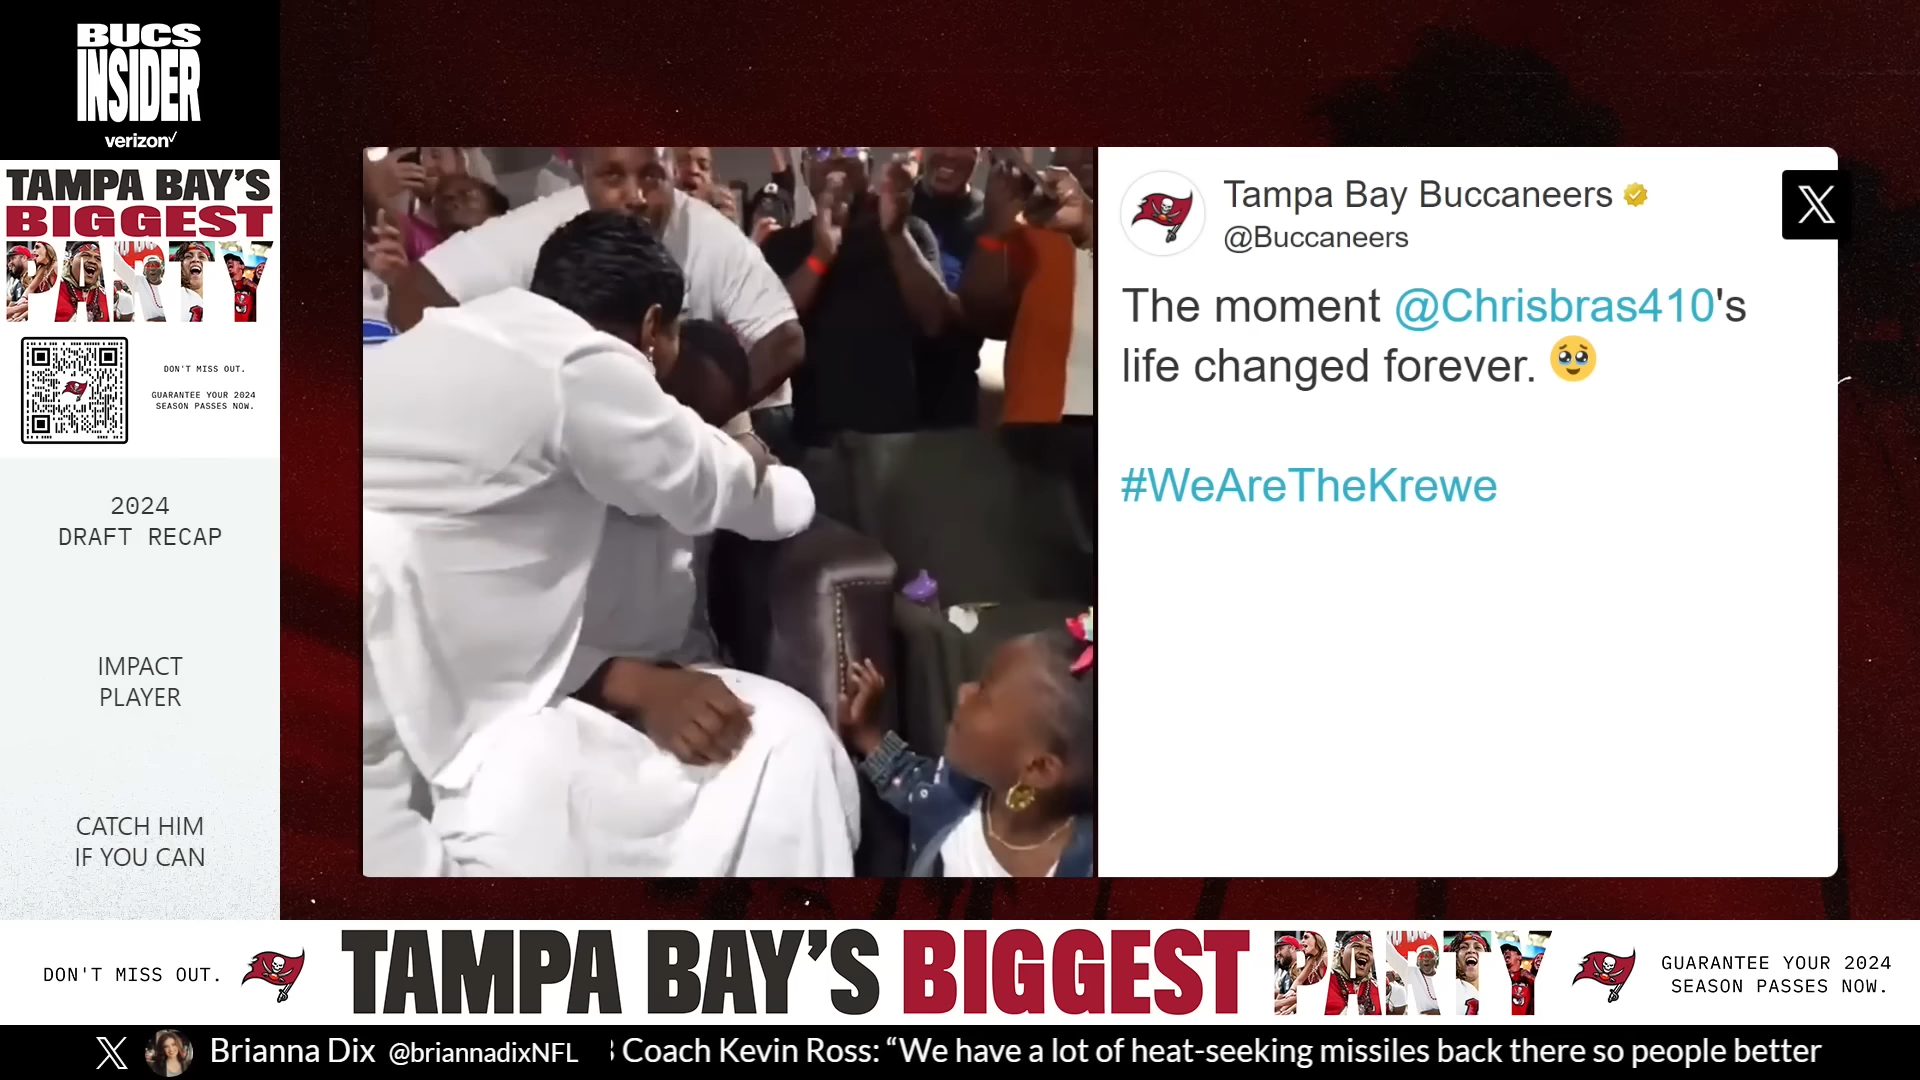 BUCS
INSIDER
verizon✓
TAMPA BAY'S
BIGGEST
PARTY
DON'T MISS OUT.
GUARANTEE YOUR 2024
SEASON PASSES NOW.
2024
DRAFT RECAP
IMPACT
PLAYER
CATCH HIM
IF YOU CAN
Tampa Bay Buccaneers
@Buccaneers
X
The moment @Chrisbras410's
life changed forever. 🥹
#WeAreTheKrewe
DON'T MISS OUT.
TAMPA BAY'S BIGGEST PARTY
GUARANTEE YOUR 2024
SEASON PASSES NOW.
X Brianna Dix @briannadixNFL Coach Kevin Ross: “We have a lot of heat-seeking missiles back there so people better